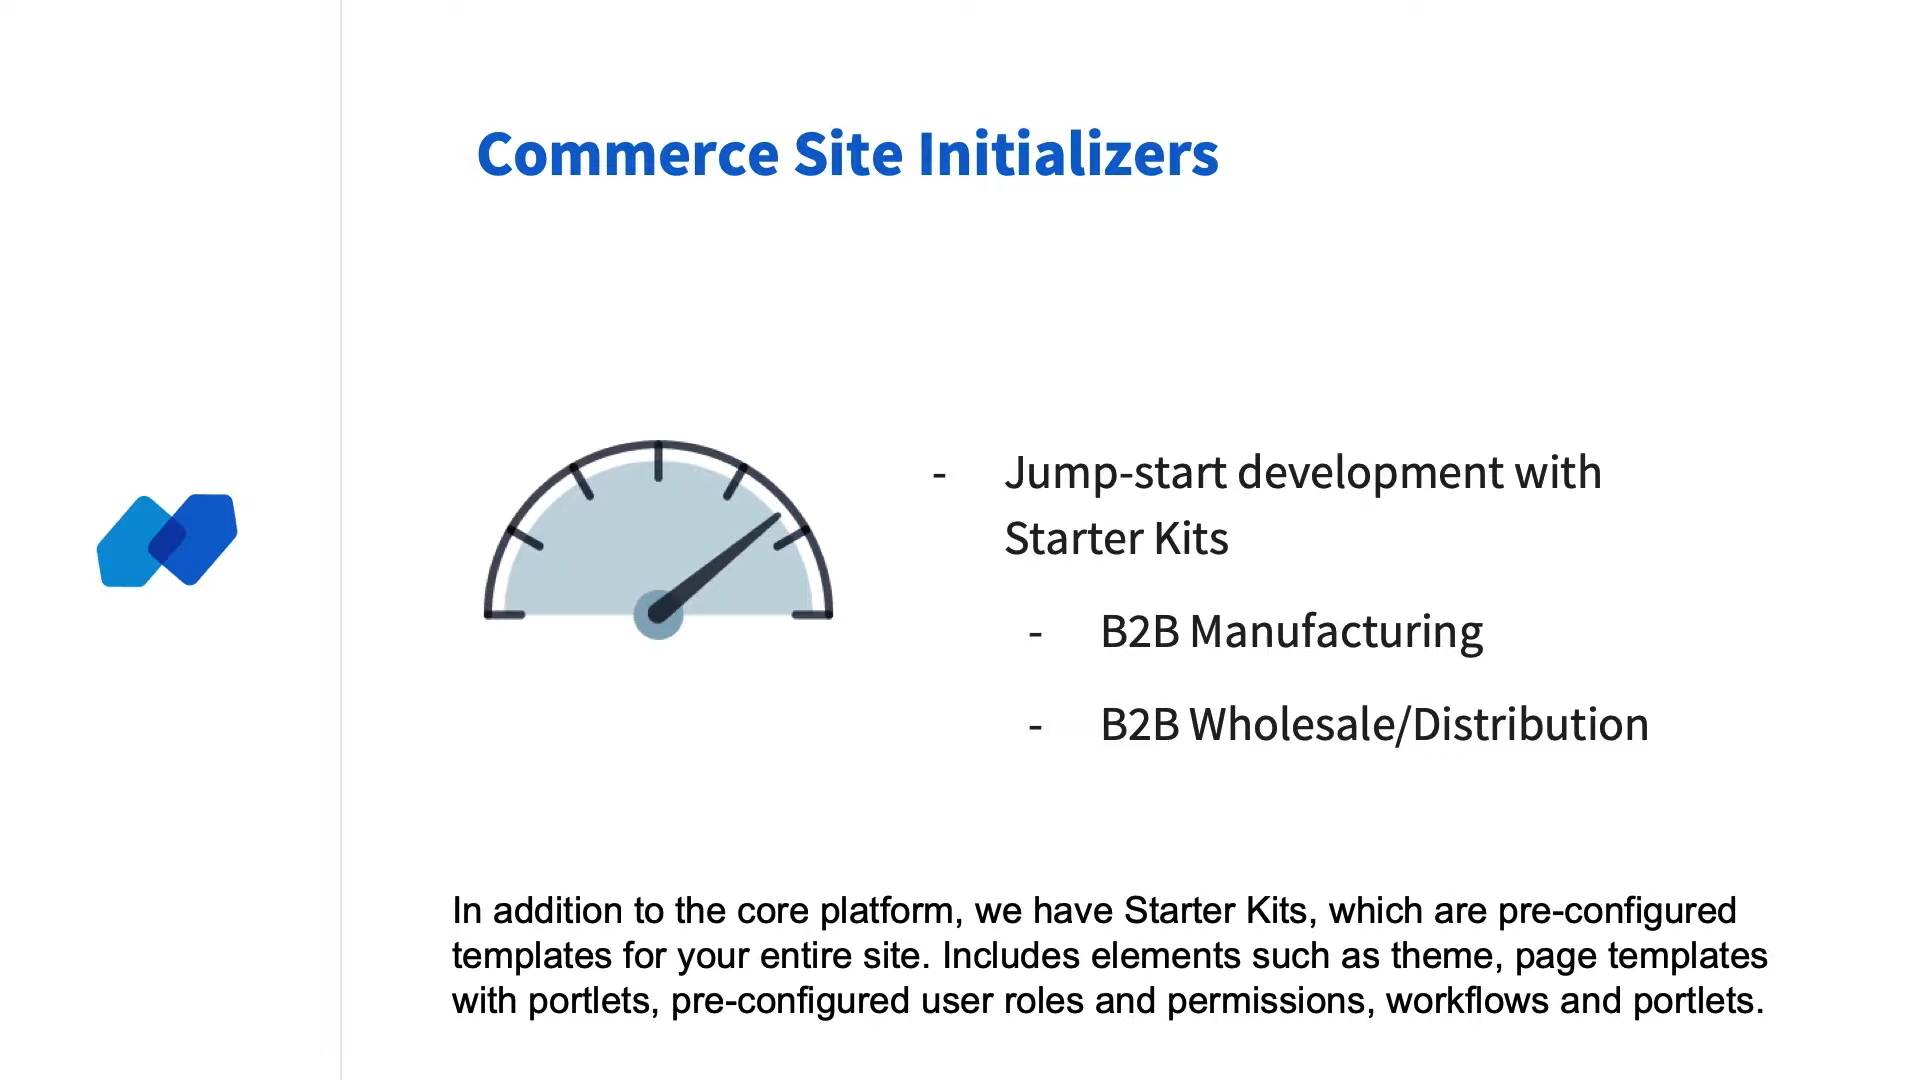 Commerce Site Initializers
- Jump-start development with
Starter Kits
- B2B Manufacturing
- B2B Wholesale/Distribution
In addition to the core platform, we have Starter Kits, which are pre-configured
templates for your entire site. Includes elements such as theme, page templates
with portlets, pre-configured user roles and permissions, workflows and portlets.